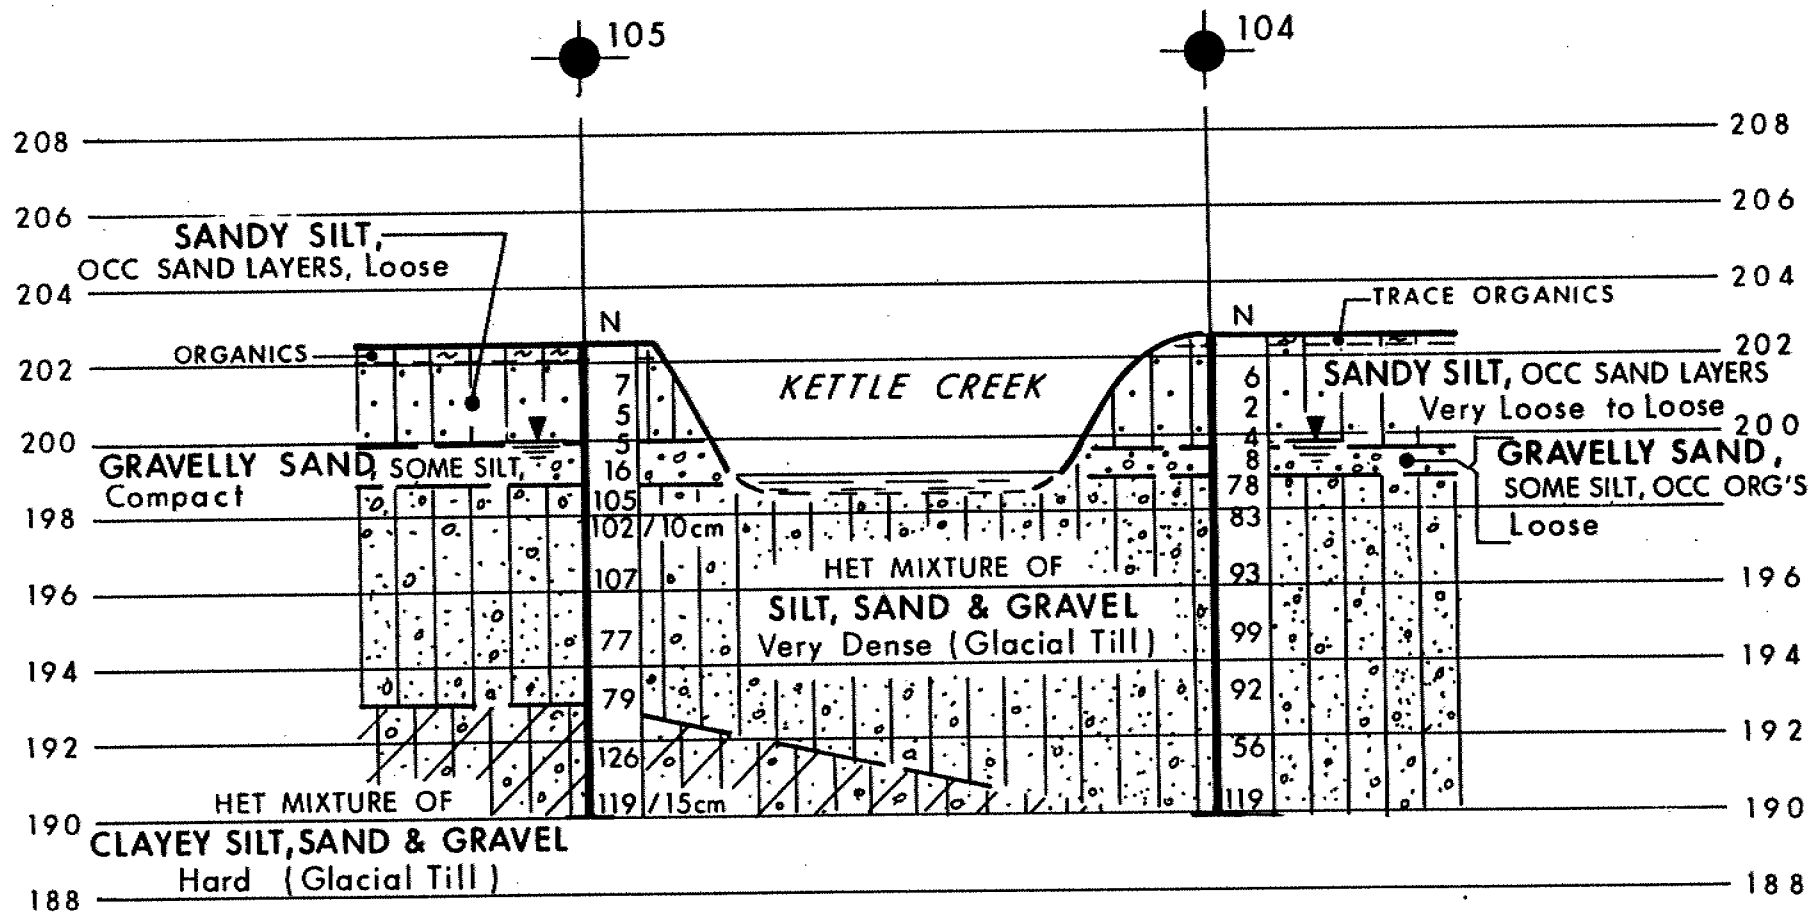 105
104
208
208
206
206
SANDY SILT,
OCC SAND LAYERS, Loose
204
204
TRACE ORGANICS
N
N
ORGANICS
202
202
KETTLE CREEK
SANDY SILT, OCC SAND LAYERS
Very Loose to Loose
7
5
5
16
105
102/10cm
107
77
79
126
119/15cm
6
2
4
8
78
83
93
99
92
56
119
200
200
GRAVELLY SAND, SOME SILT,
Compact
GRAVELLY SAND,
SOME SILT, OCC ORG'S
Loose
198
HET MIXTURE OF
SILT, SAND & GRAVEL
Very Dense (Glacial Till)
196
196
194
194
192
192
HET MIXTURE OF
190
190
CLAYEY SILT, SAND & GRAVEL
Hard (Glacial Till)
188
188